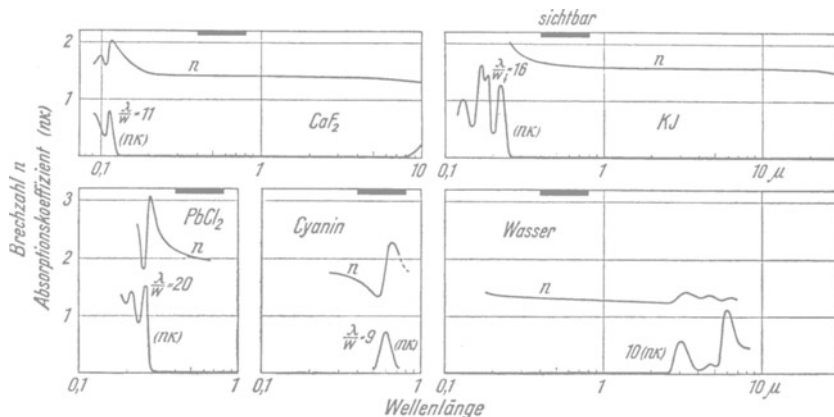 sichtbar
2
n
λ/w=11
1
CaF₂
(nκ)
0,1
1
10
λ/w=16
n
KJ
(nκ)
0,1
1
10 μ
Brechzahl n
Absorptionskoeffizient (nκ)
3
PbCl₂
n
2
λ/w=20
1
(nκ)
0,1
1
Cyanin
n
λ/w=9
(nκ)
0,1
1
Wasser
n
10(nκ)
0,1
1
10 μ
Wellenlänge